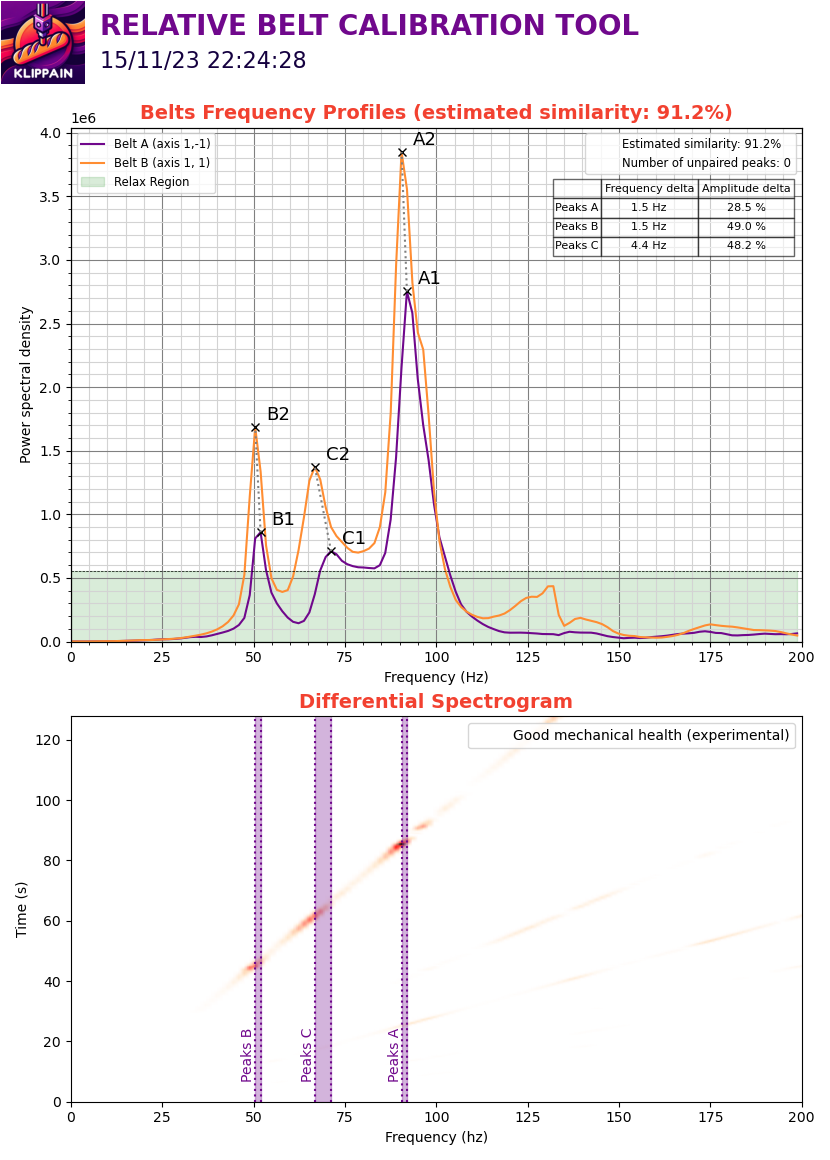 KLIPPAIN
RELATIVE BELT CALIBRATION TOOL
15/11/23 22:24:28
Belts Frequency Profiles (estimated similarity: 91.2%)
1e6
Belt A (axis 1,-1)
Belt B (axis 1, 1)
Relax Region
Estimated similarity: 91.2%
Number of unpaired peaks: 0
Frequency delta Amplitude delta
Peaks A 1.5 Hz 28.5 %
Peaks B 1.5 Hz 49.0 %
Peaks C 4.4 Hz 48.2 %
A2
A1
B2
C2
B1
C1
4.0
3.5
3.0
2.5
2.0
1.5
1.0
0.5
0.0
Power spectral density
0 25 50 75 100 125 150 175 200
Frequency (Hz)
Differential Spectrogram
Good mechanical health (experimental)
120
100
80
60
40
20
0
Time (s)
Peaks B
Peaks C
Peaks A
0 25 50 75 100 125 150 175 200
Frequency (hz)